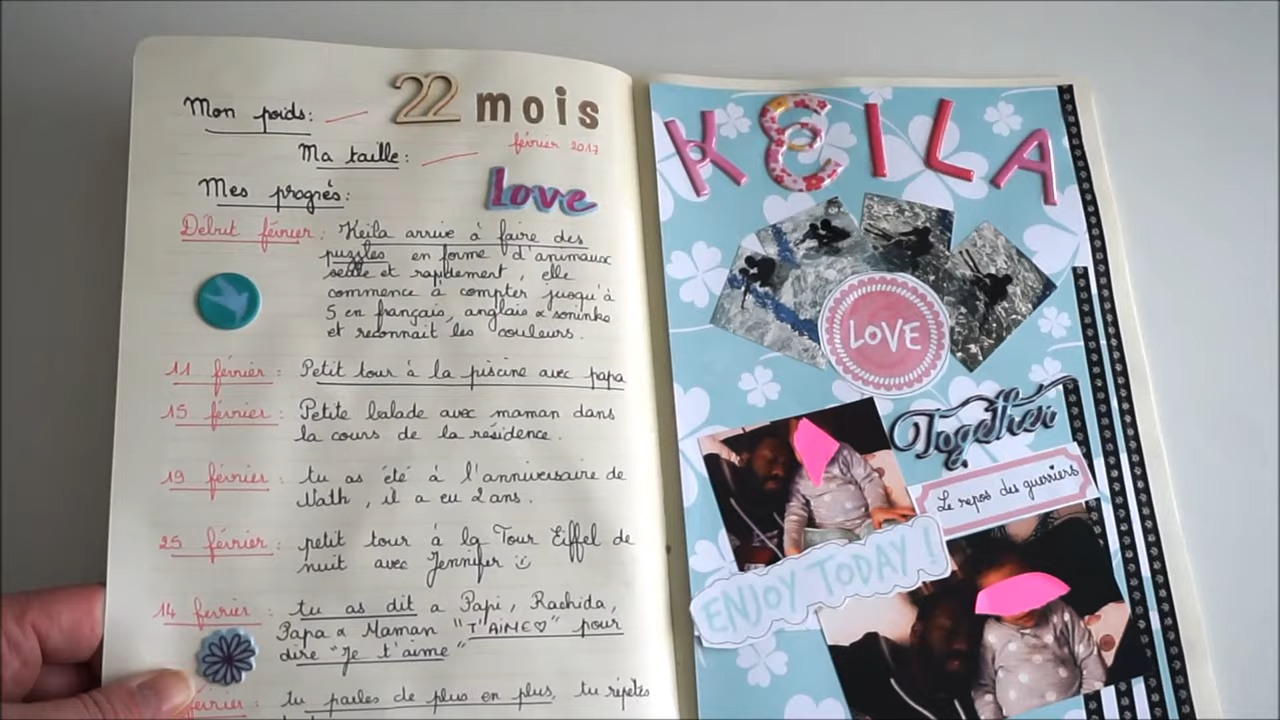 22 mois
Mon poids:
février 2017
Ma taille:
Mes progrès:
love
Début février: Keila arrive à faire des
puzzles en forme d'animaux
seule et rapidement, elle
commence à compter jusqu'à
5 en français, anglais & soninke
et reconnait les couleurs.
11 février: Petit tour à la piscine avec papa
15 février: Petite balade avec maman dans
la cours de la résidence.
19 février: tu as été à l'anniversaire de
Nath, il a eu 2 ans.
25 février: petit tour à la Tour Eiffel de
nuit avec Jennifer
14 fevrier: tu as dit a Papi, Rachida,
Papa & Maman "T'AiME♡" pour
dire "Je t'aime"
février: tu parles de plus en plus, tu répètes
KEILA
LOVE
Together
Le repos des guerriers
ENJOY TODAY !